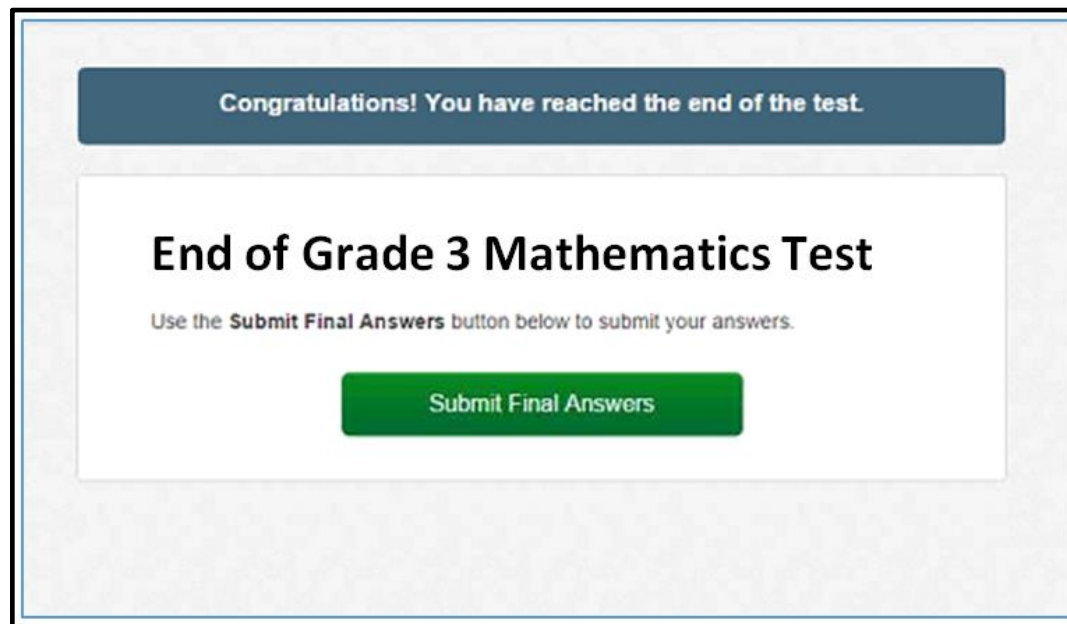 Congratulations! You have reached the end of the test.
End of Grade 3 Mathematics Test
Use the Submit Final Answers button below to submit your answers.
Submit Final Answers